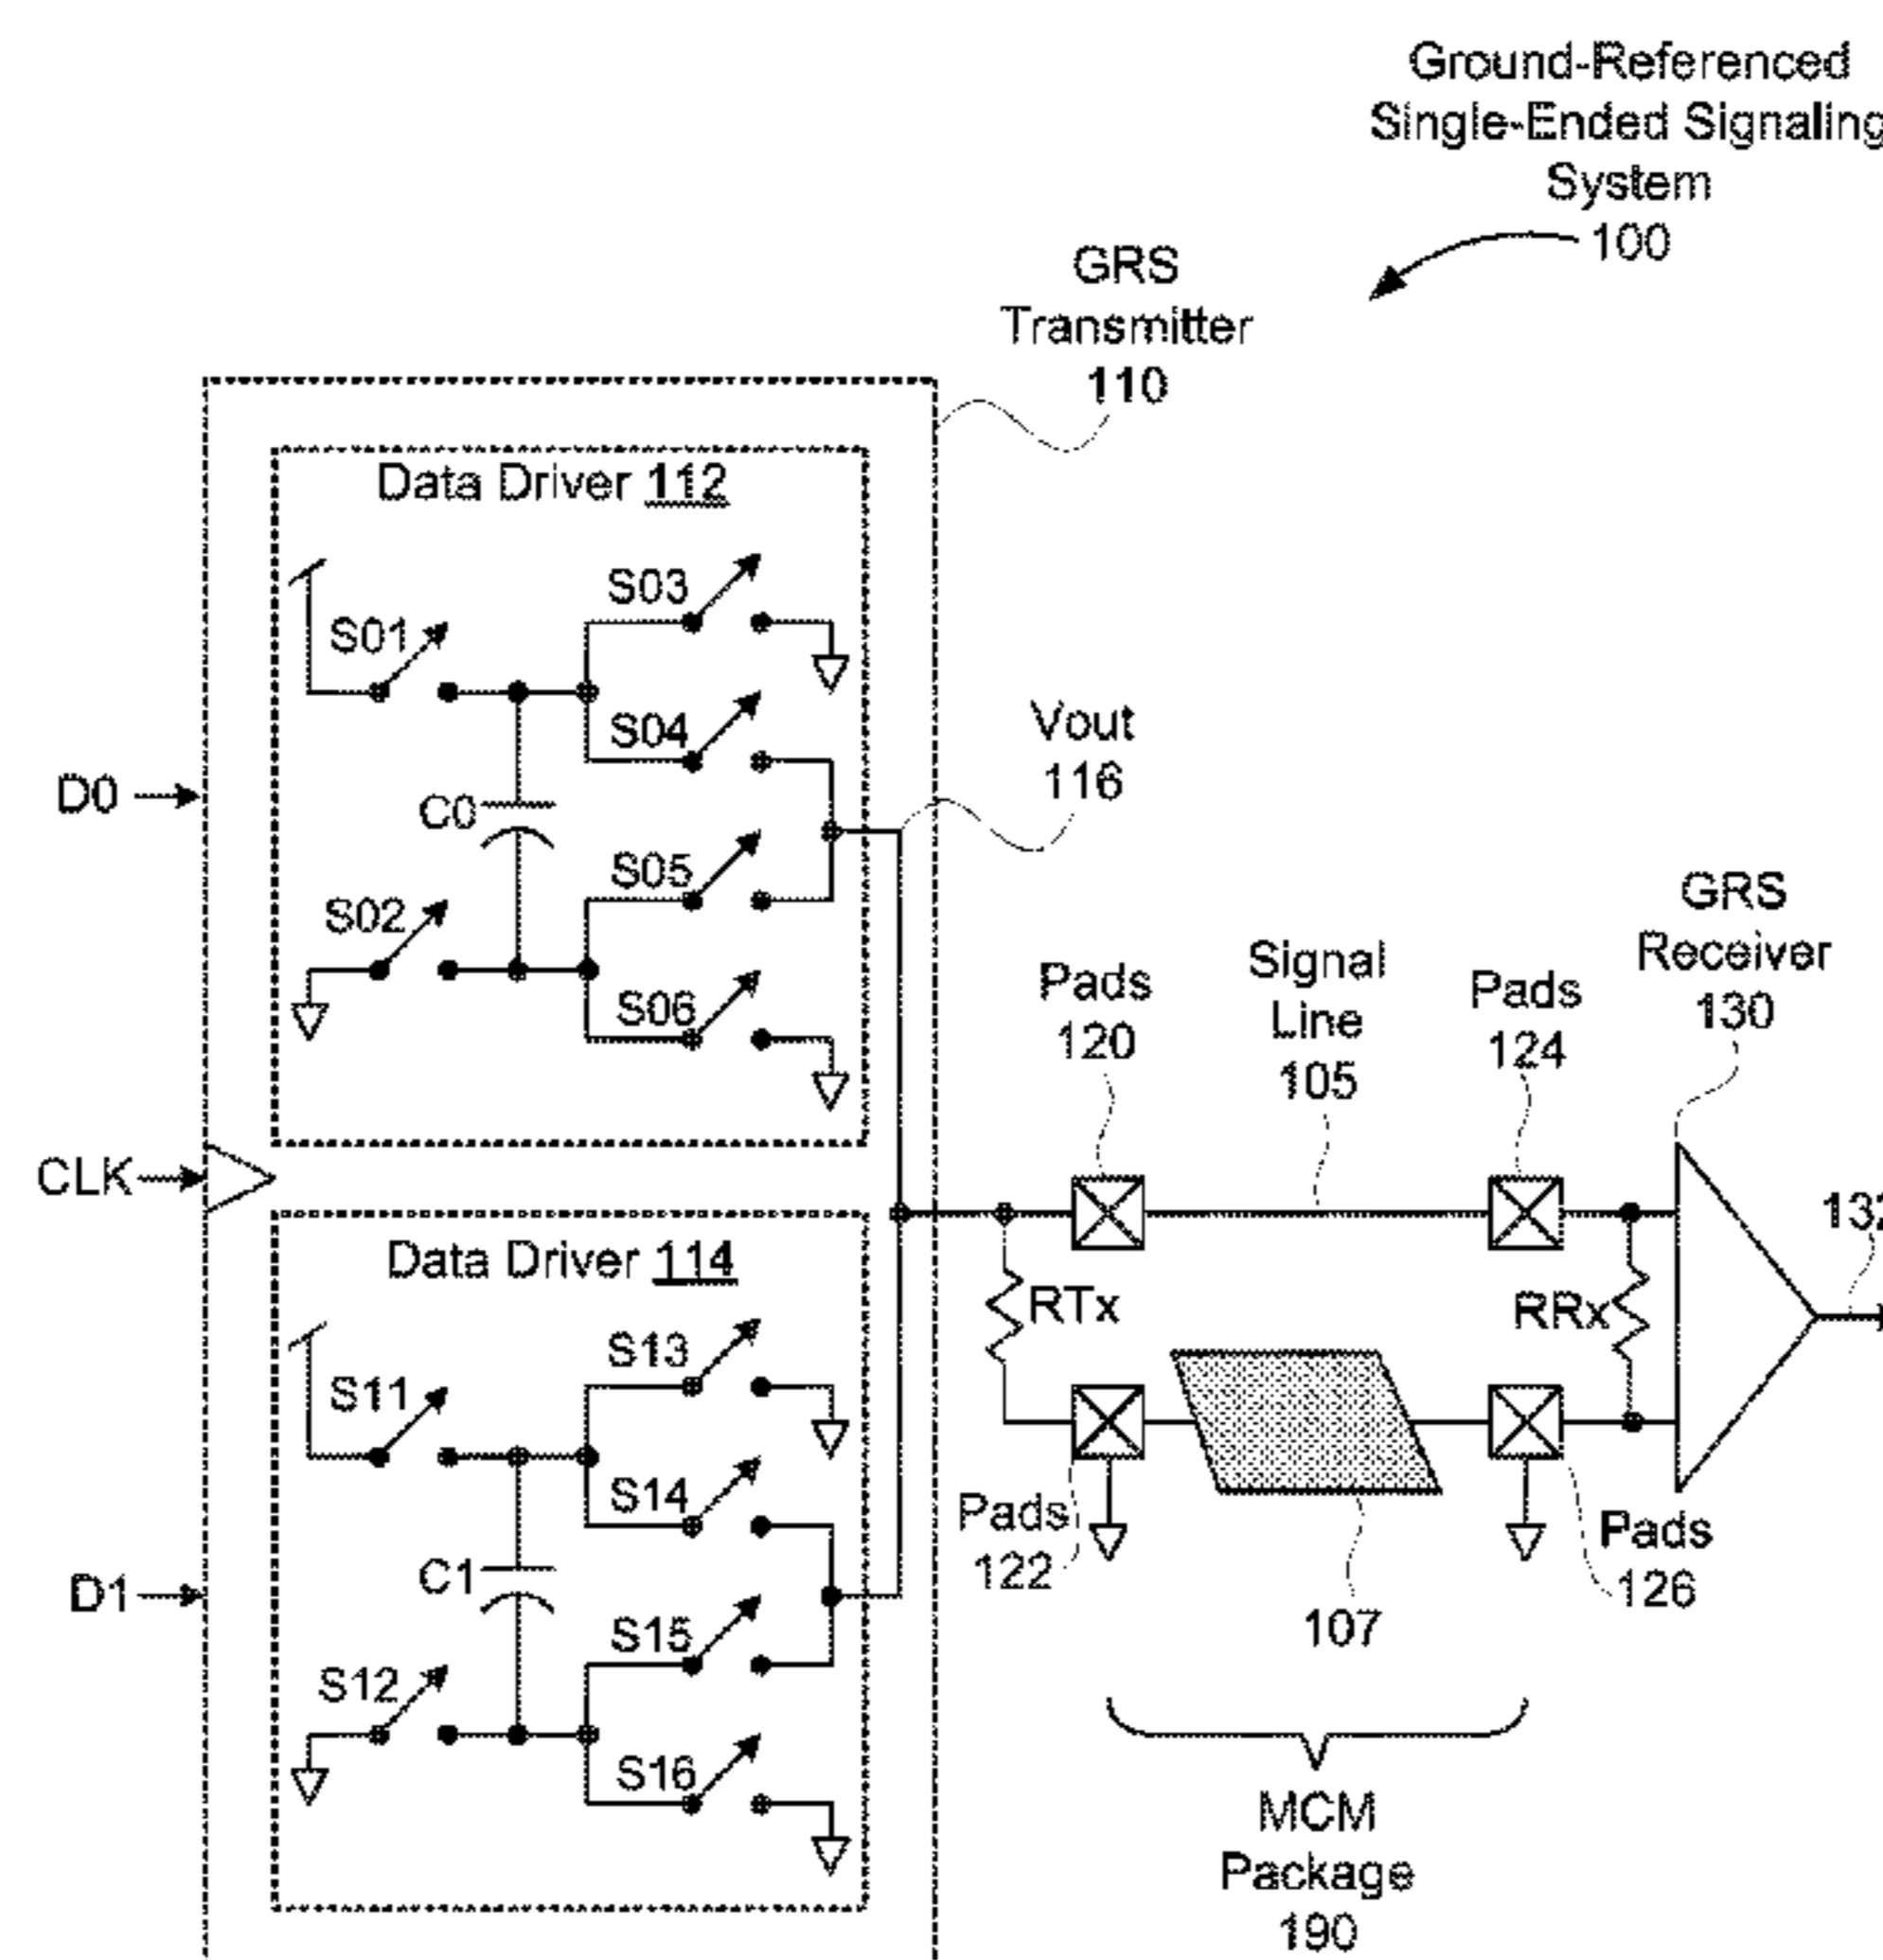 Ground-Referenced
Single-Ended Signaling
System
100
GRS
Transmitter
110
Data Driver 112
S03
S01
S04
Vout
116
D0
C0
S05
S02
S06
GRS
Receiver
130
Pads
120
Signal
Line
105
Pads
124
CLK
132
Data Driver 114
RTx
RRx
S13
S11
S14
Pads
122
Pads
126
C1
D1
107
S15
S12
S16
MCM
Package
190